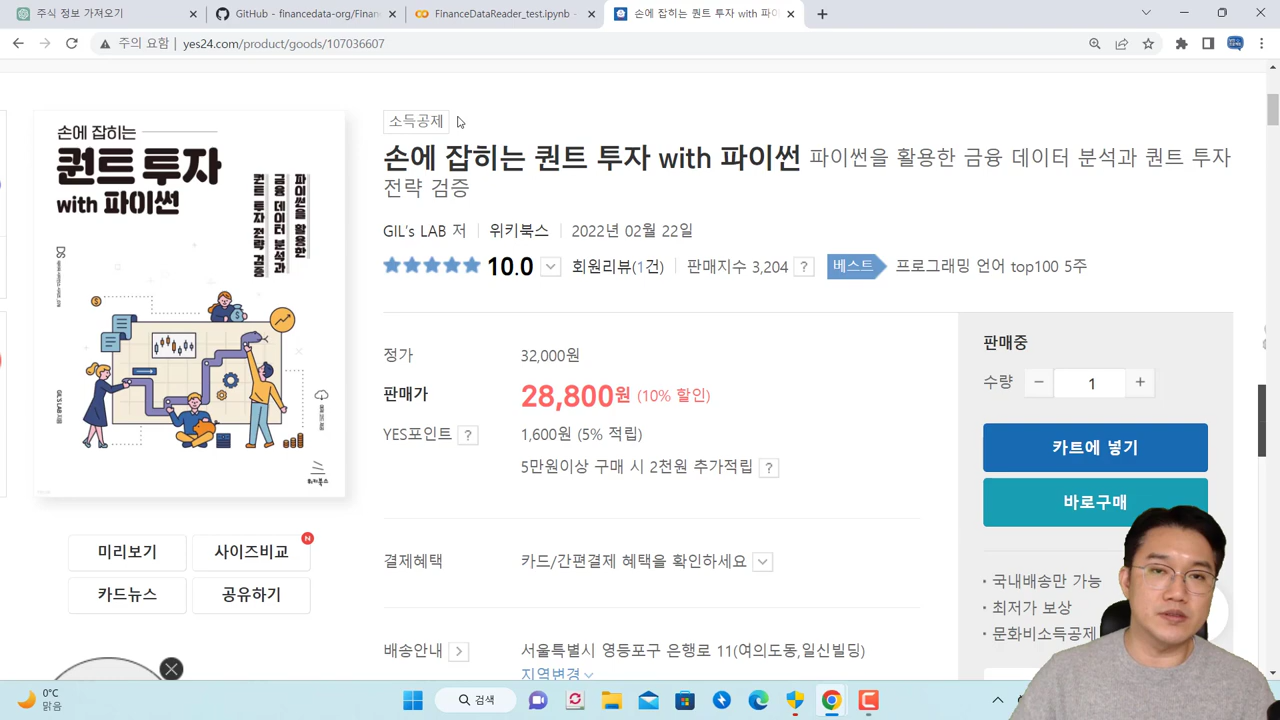 주식 정보 가져오기
GitHub - financedata-org/Finan
FinanceDataReader_test.ipynb -
손에 잡히는 퀀트 투자 with 파이
주의 요함
yes24.com/product/goods/107036607
손에 잡히는
퀀트 투자
with 파이썬
파이썬을 활용한
금융 데이터 분석과
퀀트 투자 전략 검증
소득공제
손에 잡히는 퀀트 투자 with 파이썬 파이썬을 활용한 금융 데이터 분석과 퀀트 투자
전략 검증
GIL's LAB 저
위키북스
2022년 02월 22일
10.0
회원리뷰(1건)
판매지수 3,204
?
베스트
프로그래밍 언어 top100 5주
정가
32,000원
판매가
28,800원 (10% 할인)
YES포인트
?
1,600원 (5% 적립)
5만원이상 구매 시 2천원 추가적립
?
결제혜택
카드/간편결제 혜택을 확인하세요
배송안내
서울특별시 영등포구 은행로 11(여의도동,일신빌딩)
지역변경
판매중
수량
1
카트에 넣기
바로구매
국내배송만 가능
최저가 보상
문화비소득공제
GIL's LAB 지음
위키북스
미리보기
사이즈비교
N
카드뉴스
공유하기
0°C
맑음
검색